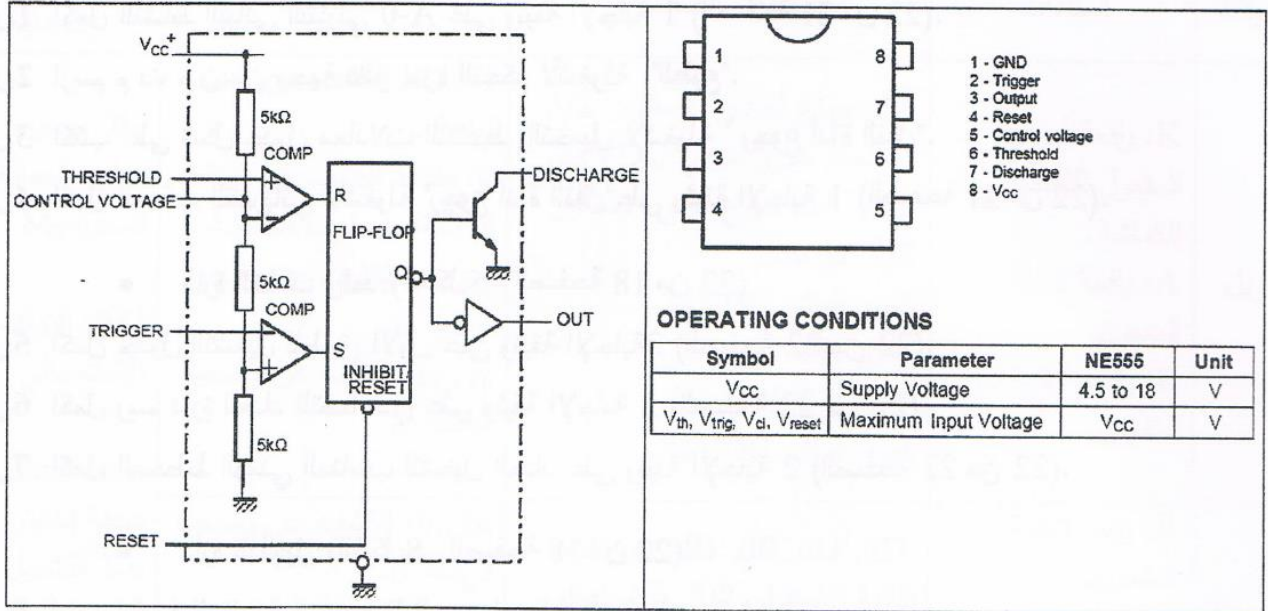 Vcc+
5kΩ
COMP
THRESHOLD
CONTROL VOLTAGE
DISCHARGE
FLIP-FLOP
Q
5kΩ
COMP
TRIGGER
OUT
S
INHIBIT/
RESET
5kΩ
RESET
1
2
3
4
8
7
6
5
1 - GND
2 - Trigger
3 - Output
4 - Reset
5 - Control voltage
6 - Threshold
7 - Discharge
8 - Vcc
OPERATING CONDITIONS
Symbol Parameter NE555 Unit
Vcc Supply Voltage 4.5 to 18 V
Vth, Vtrig, Vcl, Vreset Maximum Input Voltage Vcc V